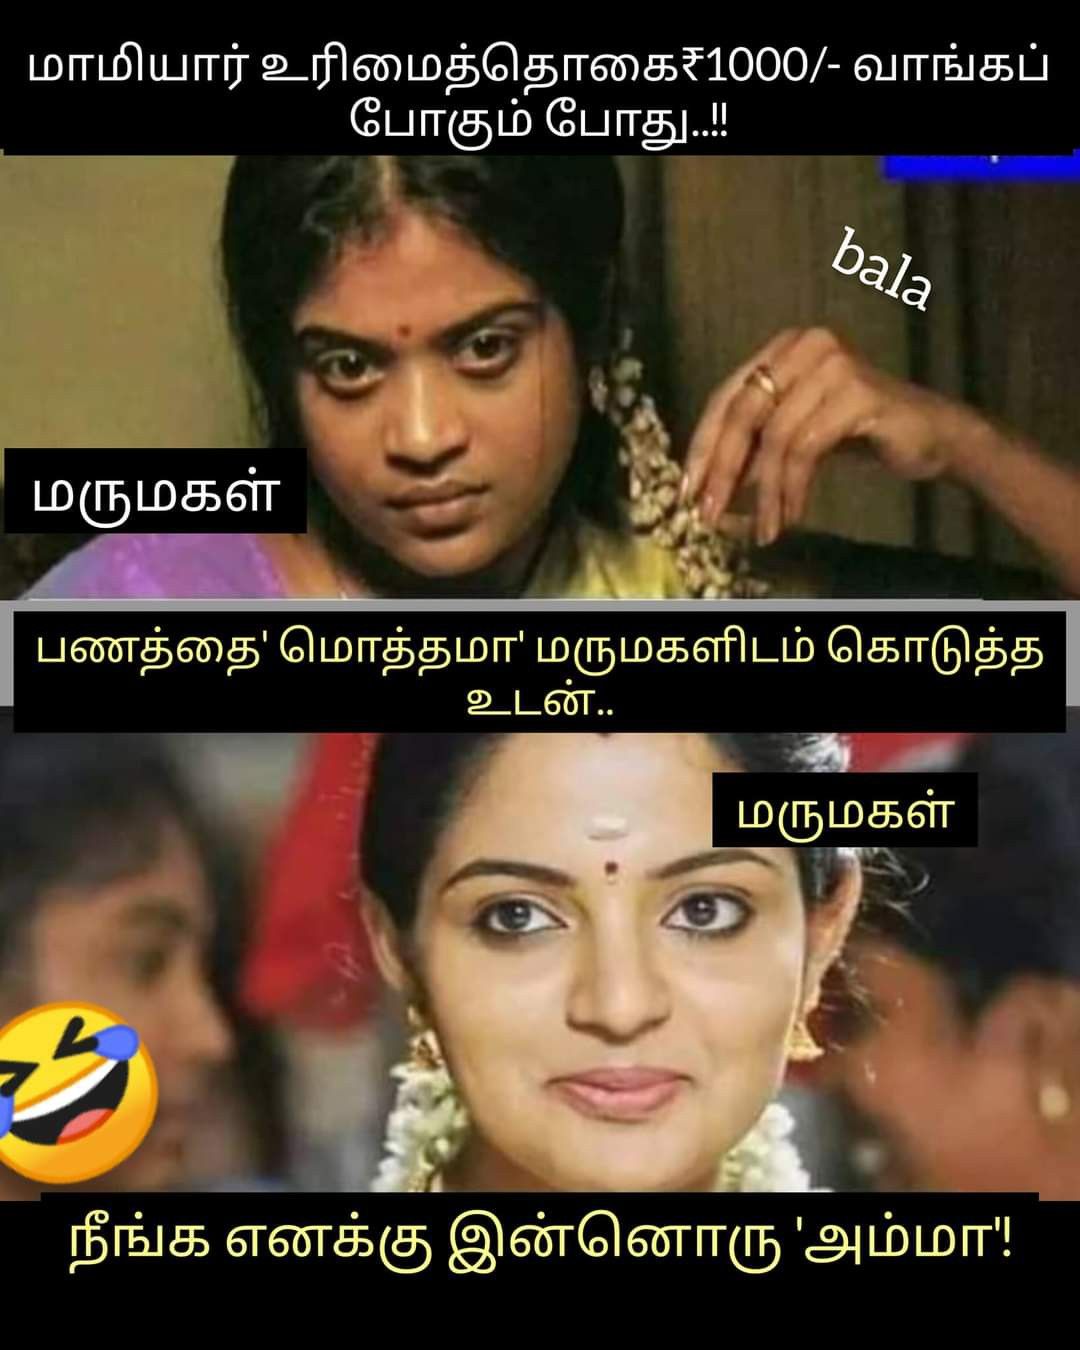 மாமியார் உரிமைத்தொகை₹1000/- வாங்கப்
போகும் போது..!!
bala
மருமகள்
பணத்தை' மொத்தமா' மருமகளிடம் கொடுத்த
உடன்..
மருமகள்
நீங்க எனக்கு இன்னொரு 'அம்மா'!